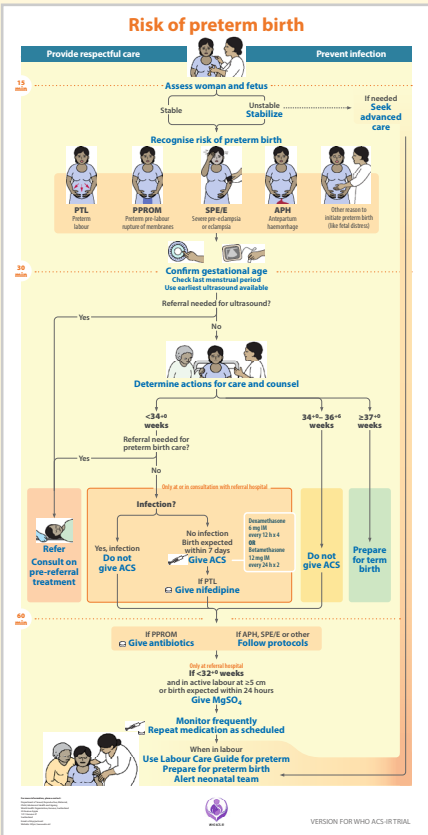 Risk of preterm birth
Provide respectful care
Prevent infection
15
min
Assess woman and fetus
Stable
Unstable
Stabilize
If needed
Seek
advanced
care
Recognise risk of preterm birth
PTL
Preterm
labour
PPROM
Preterm pre-labour
rupture of membranes
SPE/E
Severe pre-eclampsia
or eclampsia
APH
Antepartum
haemorrhage
Other reason to
initiate preterm birth
(like fetal distress)
30
min
Confirm gestational age
Check last menstrual period
Use earliest ultrasound available
Referral needed for ultrasound?
Yes
No
Determine actions for care and counsel
<34+0
weeks
34+0– 36+6
weeks
≥37+0
weeks
Referral needed for
preterm birth care?
Yes
No
Only at or in consultation with referral hospital
Infection?
Refer
Consult on
pre-referral
treatment
Yes, infection
Do not
give ACS
No infection
Birth expected
within 7 days
Give ACS
Dexamethasone
6 mg IM
every 12 h x 4
OR
Betamethasone
12 mg IM
every 24 h x 2
If PTL
Give nifedipine
Do not
give ACS
Prepare
for term
birth
60
min
If PPROM
Give antibiotics
If APH, SPE/E or other
Follow protocols
Only at referral hospital
If <32+0 weeks
and in active labour at ≥5 cm
or birth expected within 24 hours
Give MgSO4
Monitor frequently
Repeat medication as scheduled
When in labour
Use Labour Care Guide for preterm
Prepare for preterm birth
Alert neonatal team
VERSION FOR WHO ACS-IR TRIAL